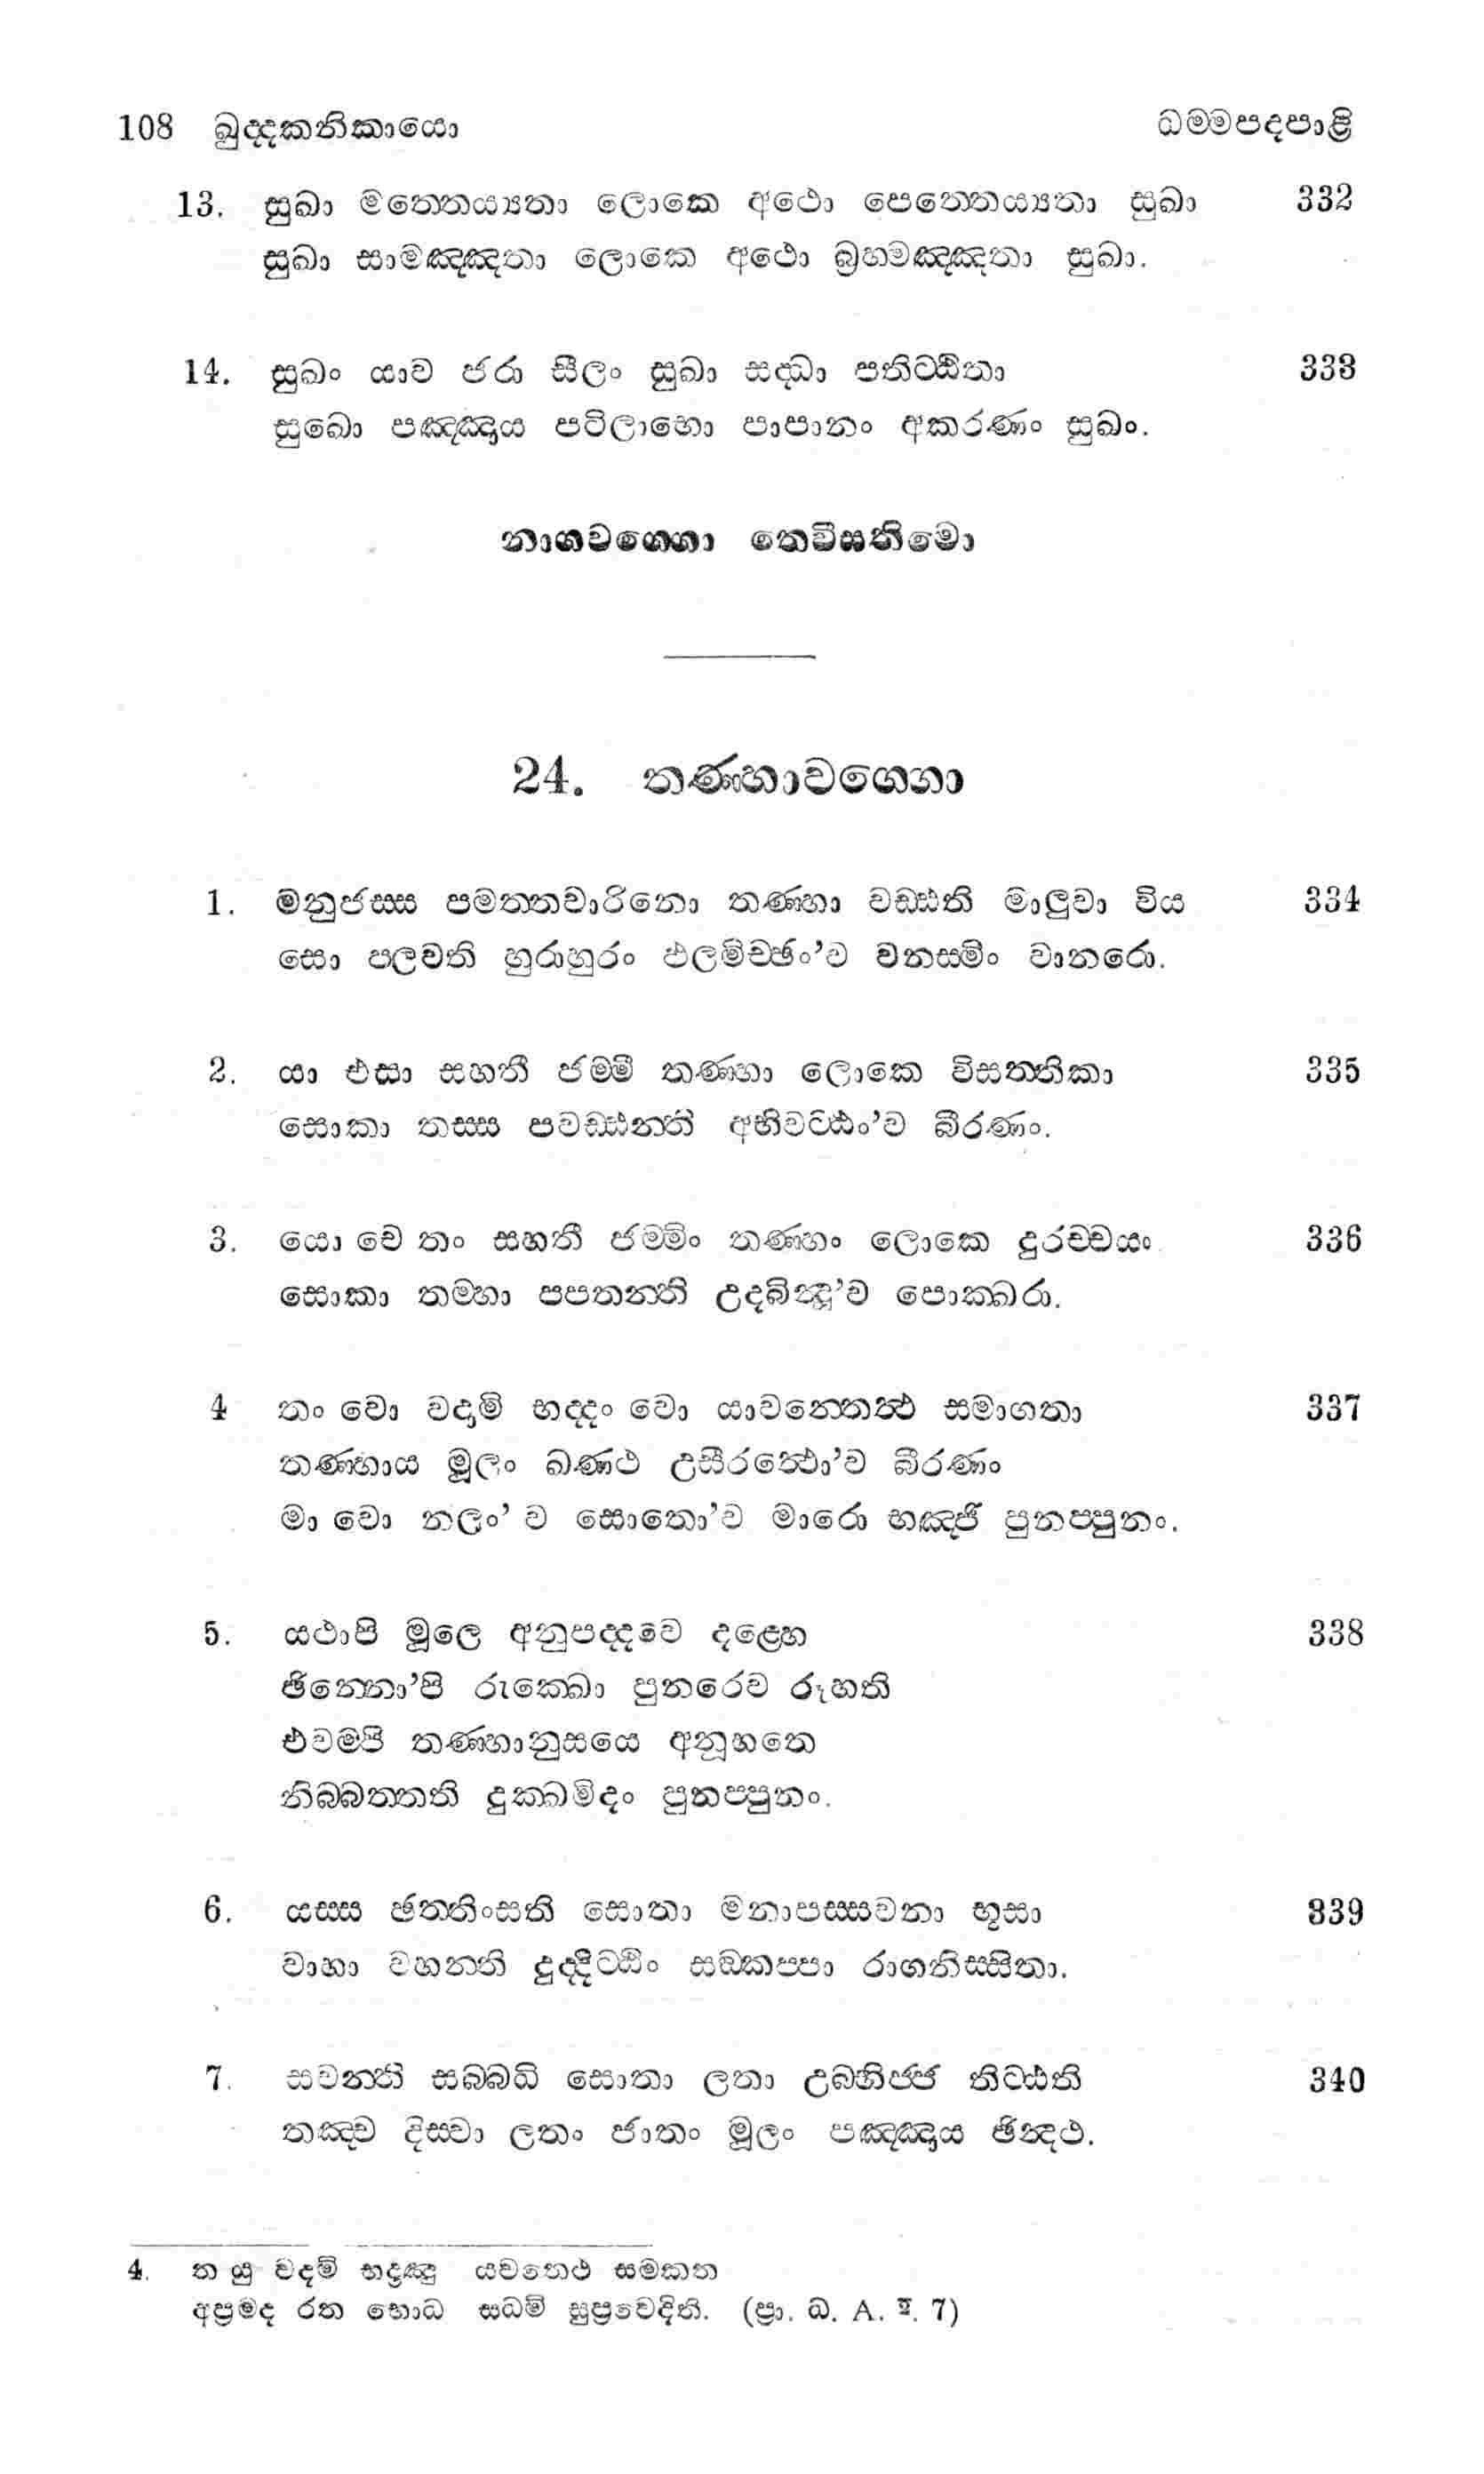 108 ඛුද්දකනිකායො ධම්මපදපාළි
13. සුඛා මත්තෙය්‍යතා ලොකෙ අථො පෙත්තෙය්‍යතා සුඛා 332
සුඛා සාමඤ්ඤතා ලොකෙ අථො බ්‍රහ්මඤ්ඤතා සුඛා.
14. සුඛං යාව ජරා සීලං සුඛා සද්ධා පතිට්ඨිතා 333
සුඛො පඤ්ඤාය පටිලාභො පාපානං අකරණං සුඛං.
නාගවග්ගො තෙවීසතිමො
24. තණ්හාවග්ගො
1. මනුජස්ස පමත්තචාරිනො තණ්හා වඩ්ඪති මාලුවා විය 334
සො පලවති හුරාහුරං ඵලමිච්ඡං'ව වනස්මිං වානරො.
2. යා එසා සහතී ජම්මී තණ්හා ලොකෙ විසත්තිකා 335
සොකා තස්ස පවඩ්ඪන්ති අභිවට්ඨං'ව බීරණං.
3. යො චෙ තං සහතී ජම්මිං තණ්හං ලොකෙ දුරච්චයං 336
සොකා තම්හා පපතන්ති උදබින්දූ'ව පොක්ඛරා.
4 තං වො වදාමි භද්දං වො යාවන්තෙත්ථ සමාගතා 337
තණ්හාය මූලං ඛණථ උසීරත්ථො'ව බීරණං
මා වො නලං' ව සොතො'ව මාරො භඤ්ජි පුනප්පුනං.
5. යථාපි මූලෙ අනුපද්දවෙ දළ්හෙ 338
ඡින්නො'පි රුක්ඛො පුනරෙව රූහති
එවම්පි තණ්හානුසයෙ අනූහතෙ
නිබ්බත්තති දුක්ඛමිදං පුනප්පුනං.
6. යස්ස ඡත්තිංසති සොතා මනාපස්සවනා භූසා 339
වාහා වහන්ති දුද්දිට්ඨිං සඞ්කප්පා රාගනිස්සිතා.
7. සවන්ති සබ්බධි සොතා ලතා උබ්භිජ්ජ තිට්ඨති 340
තඤ්ච දිස්වා ලතං ජාතං මූලං පඤ්ඤාය ඡින්දථ.
4. ත යු වදමි භද්‍රඤු යවතෙථ සමකත
අප්‍රමද රත භොධ සධමි සුප්‍රවෙදිති. (ප්‍රා. ධ. A. 7)